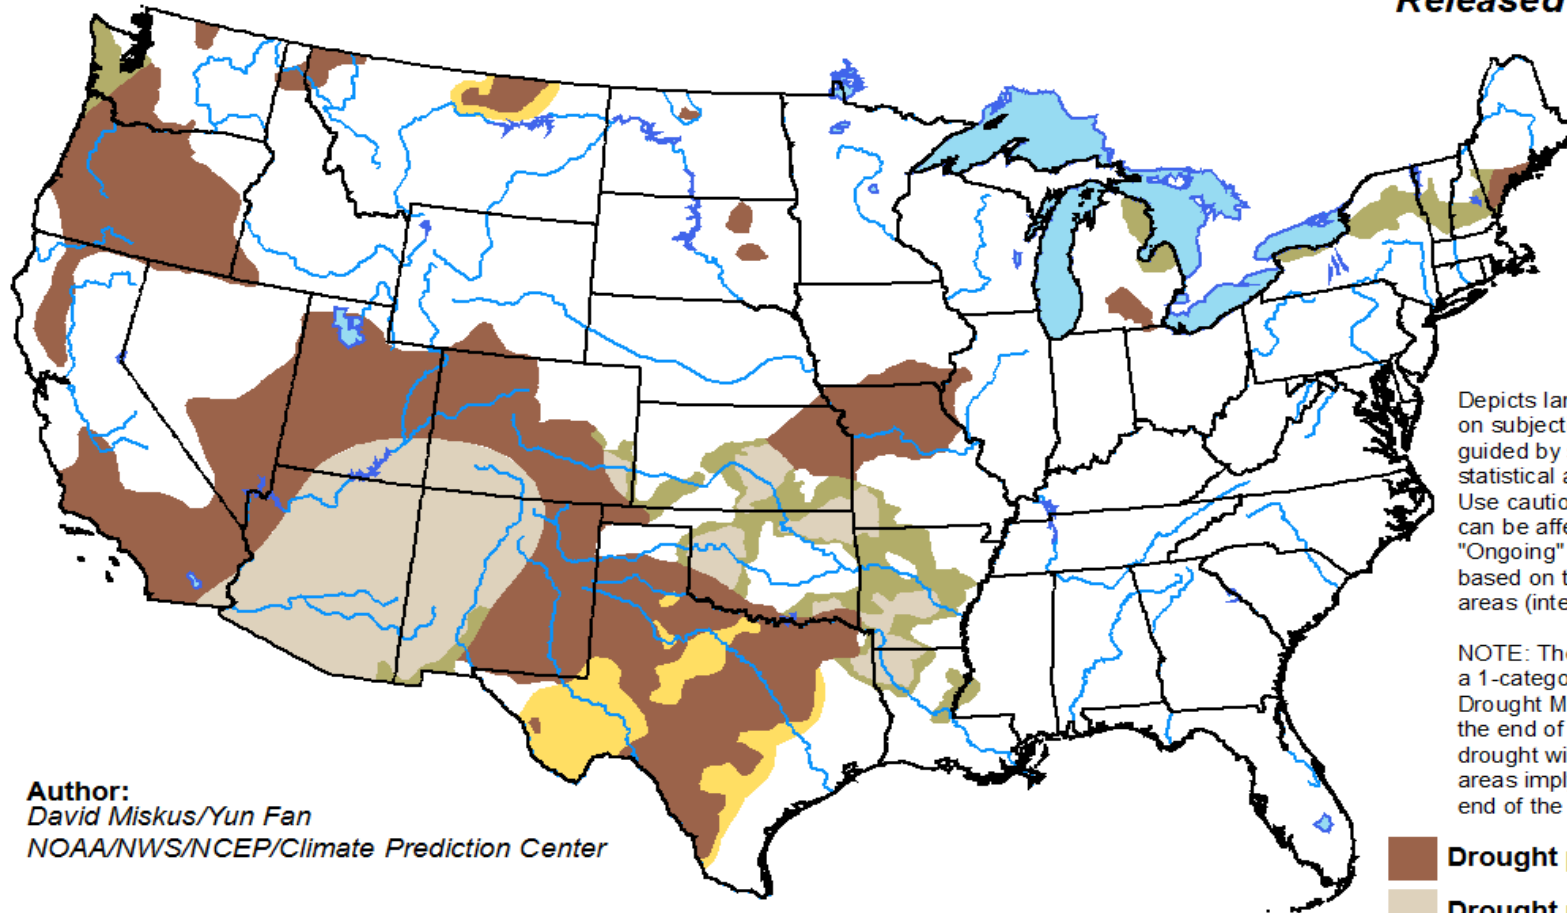 Released
Depicts lar
on subject
guided by
statistical a
Use cautio
can be affe
"Ongoing"
based on t
areas (inte
NOTE: The
a 1-catego
Drought M
the end of
drought wi
areas impl
end of the
Author:
David Miskus/Yun Fan
NOAA/NWS/NCEP/Climate Prediction Center
Drought
Drought